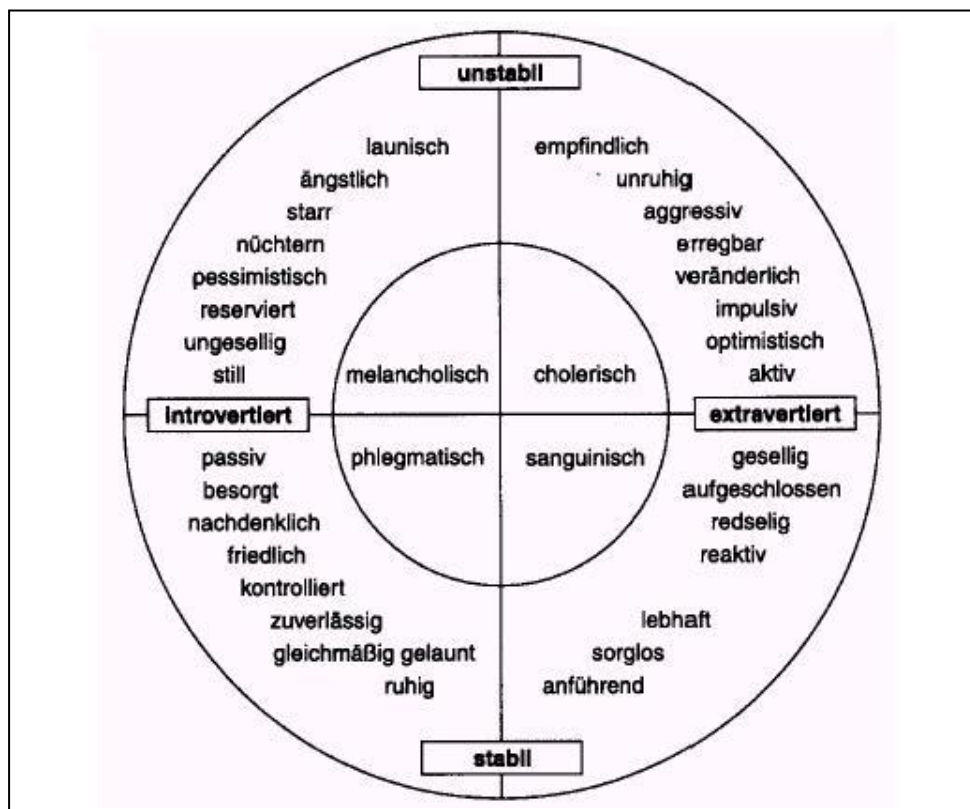 unstabil
launisch empfindlich
ängstlich unruhig
starr aggressiv
nüchtern erregbar
pessimistisch veränderlich
reserviert impulsiv
ungesellig optimistisch
still melancholisch cholerisch aktiv
introvertiert extravertiert
passiv phlegmatisch sanguinisch gesellig
besorgt aufgeschlossen
nachdenklich redselig
friedlich reaktiv
kontrolliert
zuverlässig lebhaft
gleichmäßig gelaunt sorglos
ruhig anführend
stabil